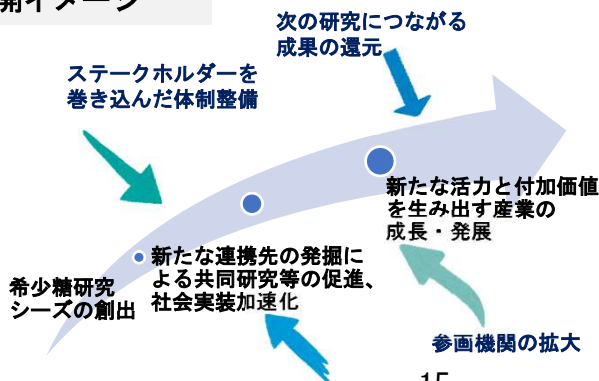 開イメージ
次の研究につながる
成果の還元
ステークホルダーを
巻き込んだ体制整備
新たな活力と付加価値
を生み出す産業の
成長・発展
新たな連携先の発掘に
よる共同研究等の促進、
社会実装加速化
希少糖研究
シーズの創出
参画機関の拡大
15